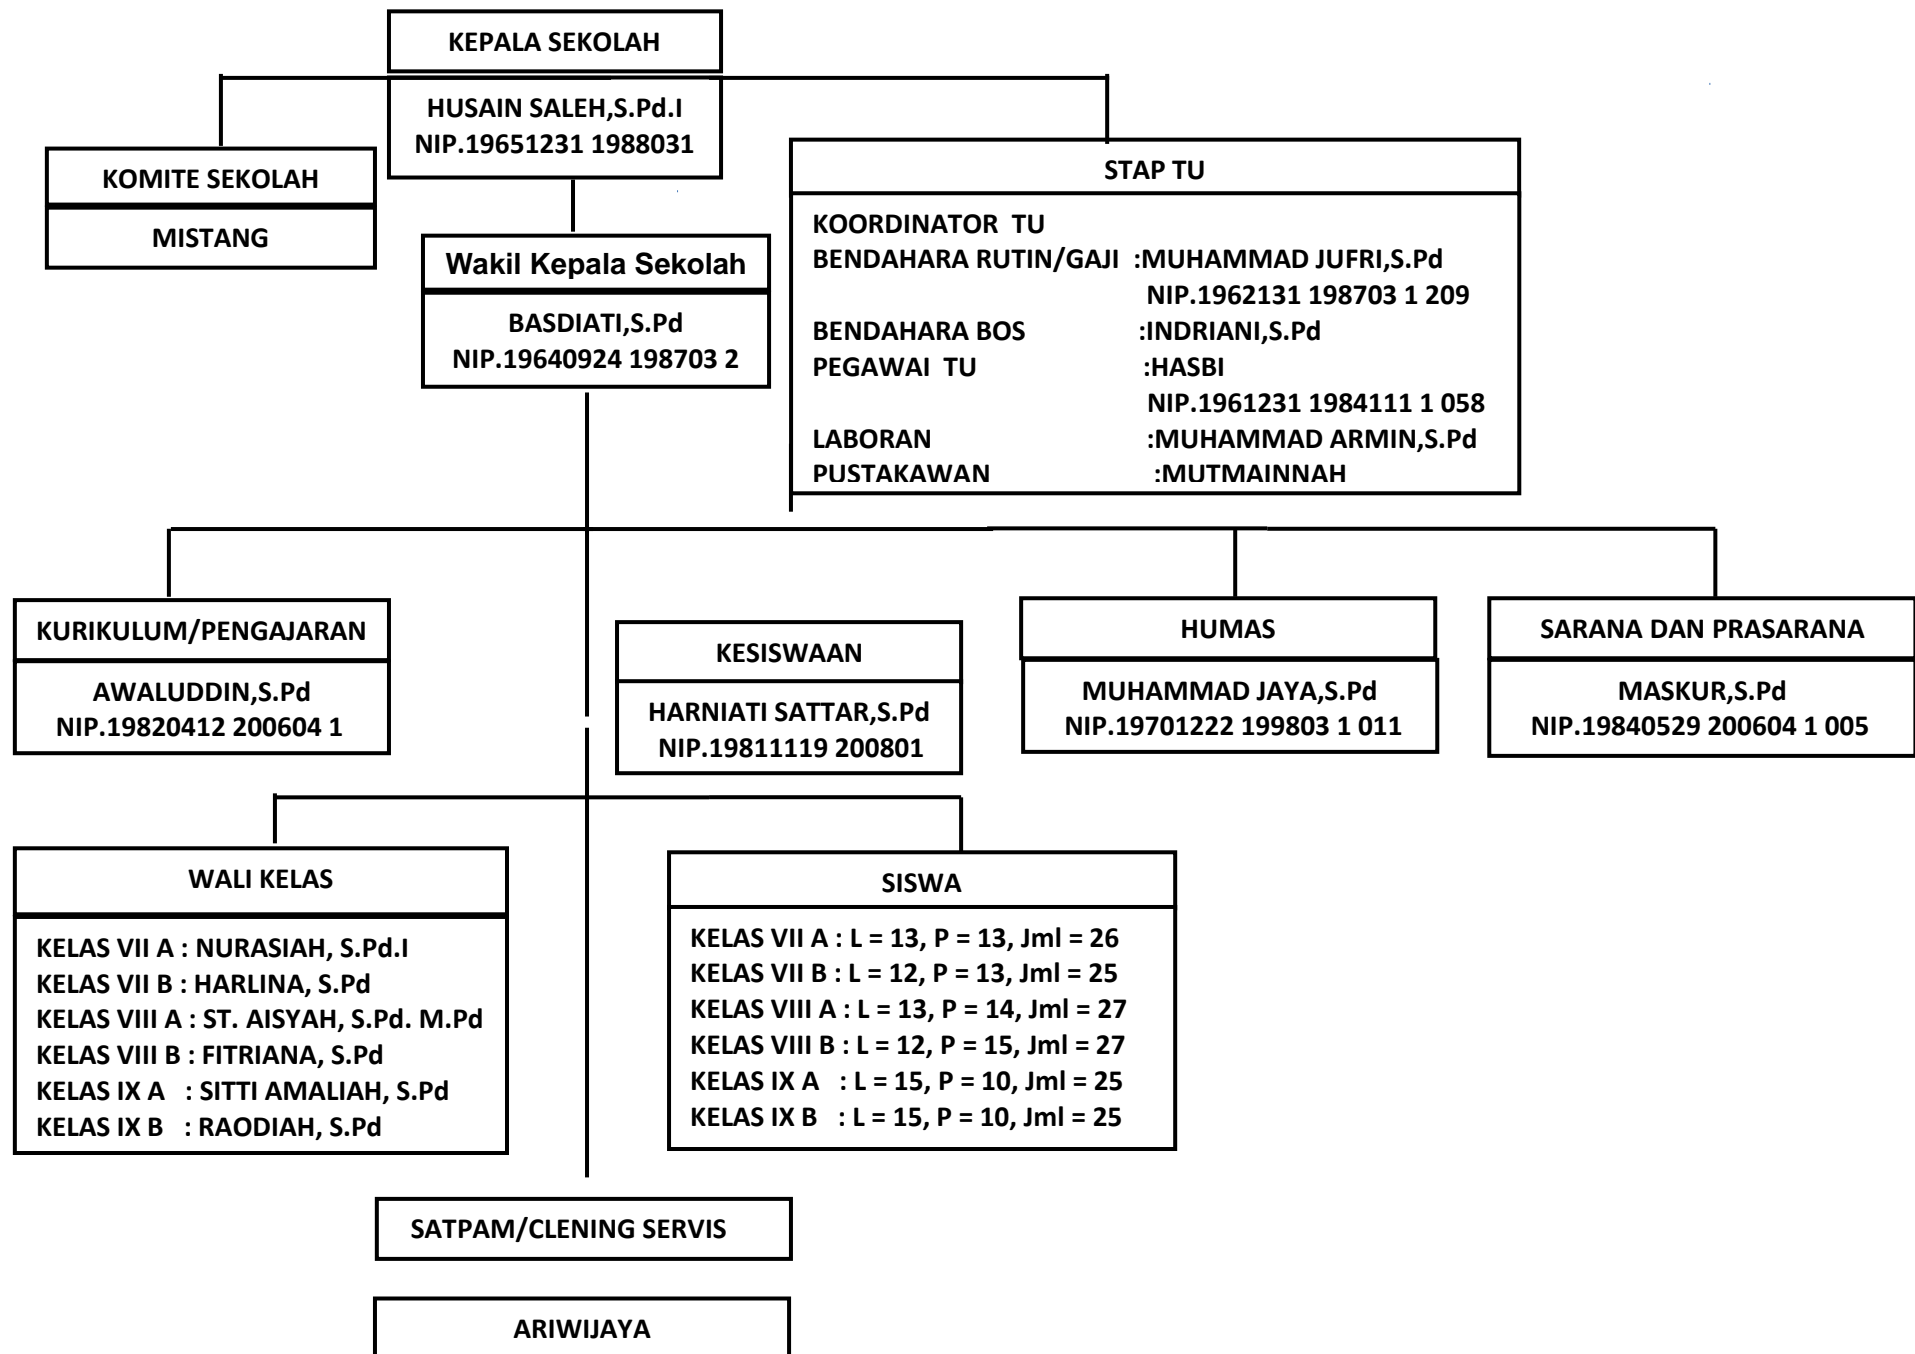 KEPALA SEKOLAH
HUSAIN SALEH,S.Pd.I
NIP.19651231 1988031
KOMITE SEKOLAH
MISTANG
Wakil Kepala Sekolah
BASDIATI,S.Pd
NIP.19640924 198703 2
STAP TU
KOORDINATOR TU
BENDAHARA RUTIN/GAJI :MUHAMMAD JUFRI,S.Pd
NIP.1962131 198703 1 209
BENDAHARA BOS :INDRIANI,S.Pd
PEGAWAI TU :HASBI
NIP.1961231 1984111 1 058
LABORAN :MUHAMMAD ARMIN,S.Pd
PUSTAKAWAN :MUTMAINNAH
KURIKULUM/PENGAJARAN
AWALUDDIN,S.Pd
NIP.19820412 200604 1
KESISWAAN
HARNIATI SATTAR,S.Pd
NIP.19811119 200801
HUMAS
MUHAMMAD JAYA,S.Pd
NIP.19701222 199803 1 011
SARANA DAN PRASARANA
MASKUR,S.Pd
NIP.19840529 200604 1 005
WALI KELAS
KELAS VII A : NURASIAH, S.Pd.I
KELAS VII B : HARLINA, S.Pd
KELAS VIII A : ST. AISYAH, S.Pd. M.Pd
KELAS VIII B : FITRIANA, S.Pd
KELAS IX A : SITTI AMALIAH, S.Pd
KELAS IX B : RAODIAH, S.Pd
SISWA
KELAS VII A : L = 13, P = 13, Jml = 26
KELAS VII B : L = 12, P = 13, Jml = 25
KELAS VIII A : L = 13, P = 14, Jml = 27
KELAS VIII B : L = 12, P = 15, Jml = 27
KELAS IX A : L = 15, P = 10, Jml = 25
KELAS IX B : L = 15, P = 10, Jml = 25
SATPAM/CLENING SERVIS
ARIWIJAYA